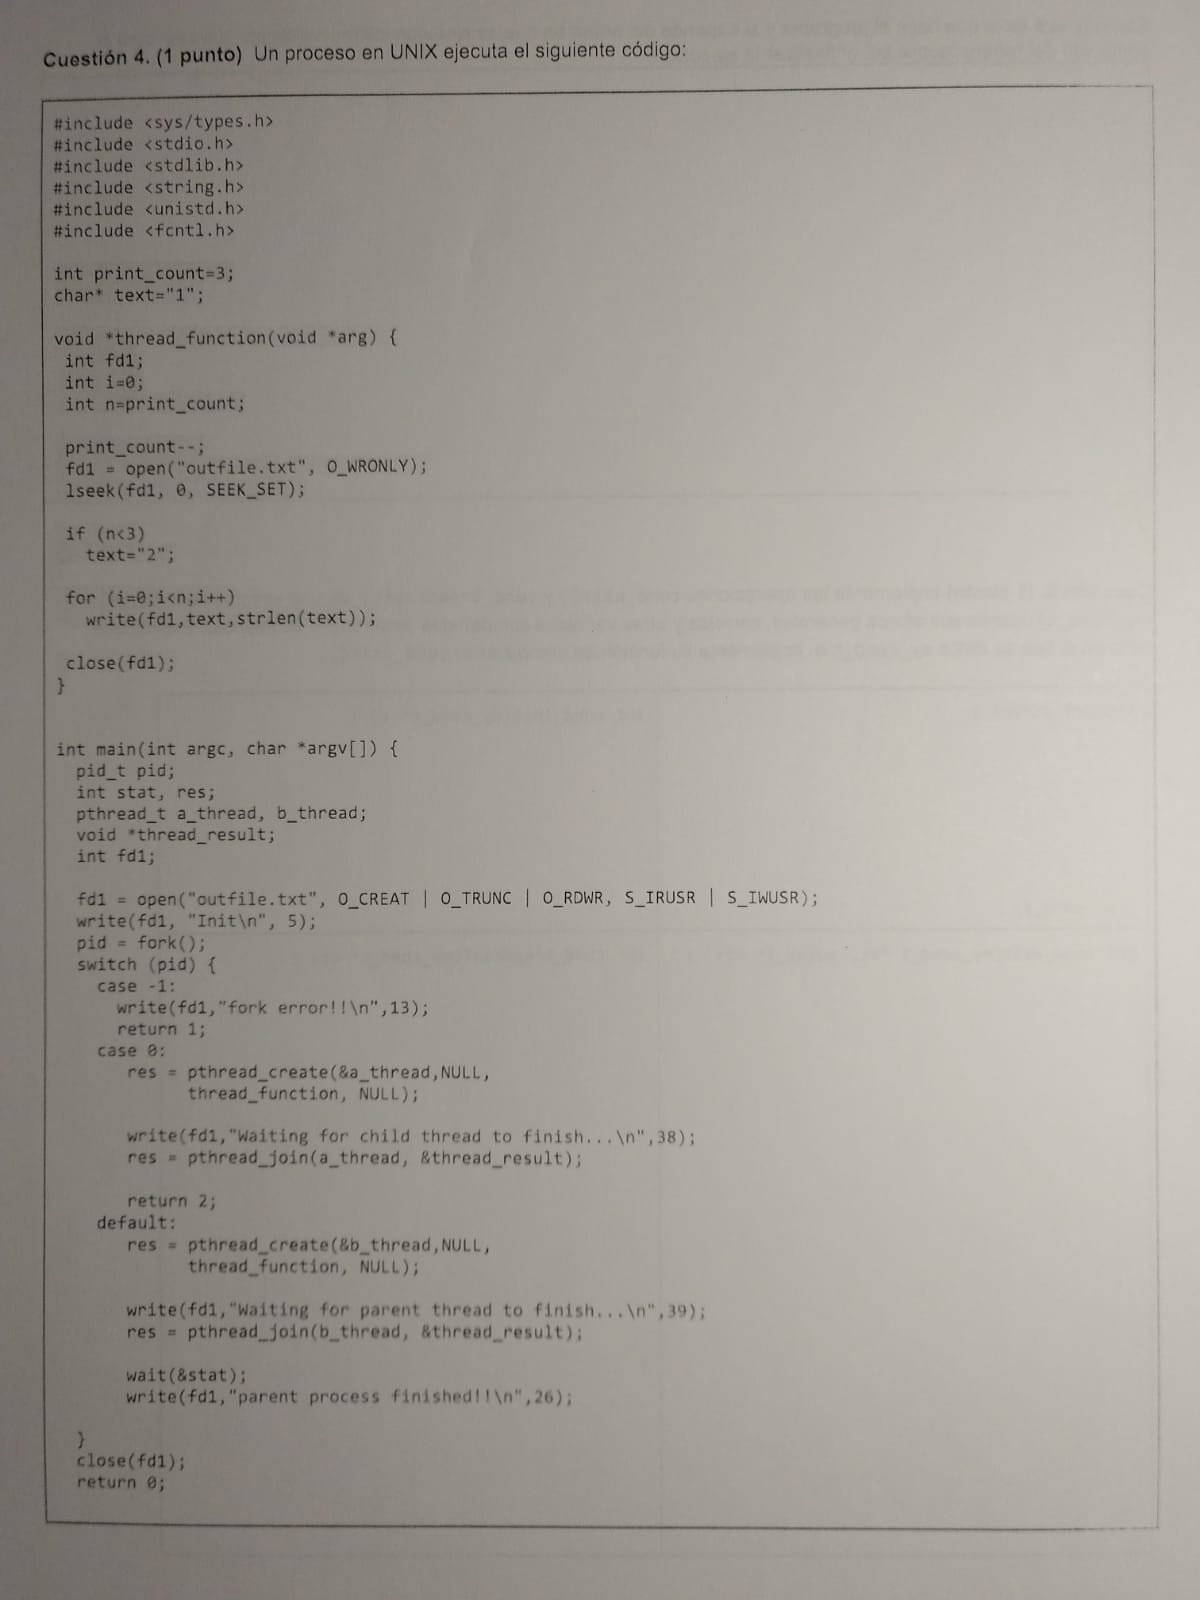 Cuestión 4. (1 punto) Un proceso en UNIX ejecuta el siguiente código:
#include <sys/types.h>
#include <stdio.h>
#include <stdlib.h>
#include <string.h>
#include <unistd.h>
#include <fcntl.h>
int print_count=3;
char* text="1";
void *thread_function(void *arg) {
int fd1;
int i=0;
int n=print_count;
print_count--;
fd1 = open("outfile.txt", O_WRONLY);
lseek(fd1, 0, SEEK_SET);
if (n<3)
text="2";
for (i=0;i<n;i++)
write(fd1,text,strlen(text));
close(fd1);
}
int main(int argc, char *argv[]) {
pid_t pid;
int stat, res;
pthread_t a_thread, b_thread;
void *thread_result;
int fd1;
fd1 = open("outfile.txt", O_CREAT | O_TRUNC | O_RDWR, S_IRUSR | S_IWUSR);
write(fd1, "Init\n", 5);
pid = fork();
switch (pid) {
case -1:
write(fd1,"fork error!!\n",13);
return 1;
case 0:
res = pthread_create(&a_thread,NULL,
thread_function, NULL);
write(fd1,"Waiting for child thread to finish...\n",38);
res = pthread_join(a_thread, &thread_result);
return 2;
default:
res = pthread_create(&b_thread,NULL,
thread_function, NULL);
write(fd1,"Waiting for parent thread to finish...\n",39);
res = pthread_join(b_thread, &thread_result);
wait(&stat);
write(fd1,"parent process finished!!\n",26);
}
close(fd1);
return 0;